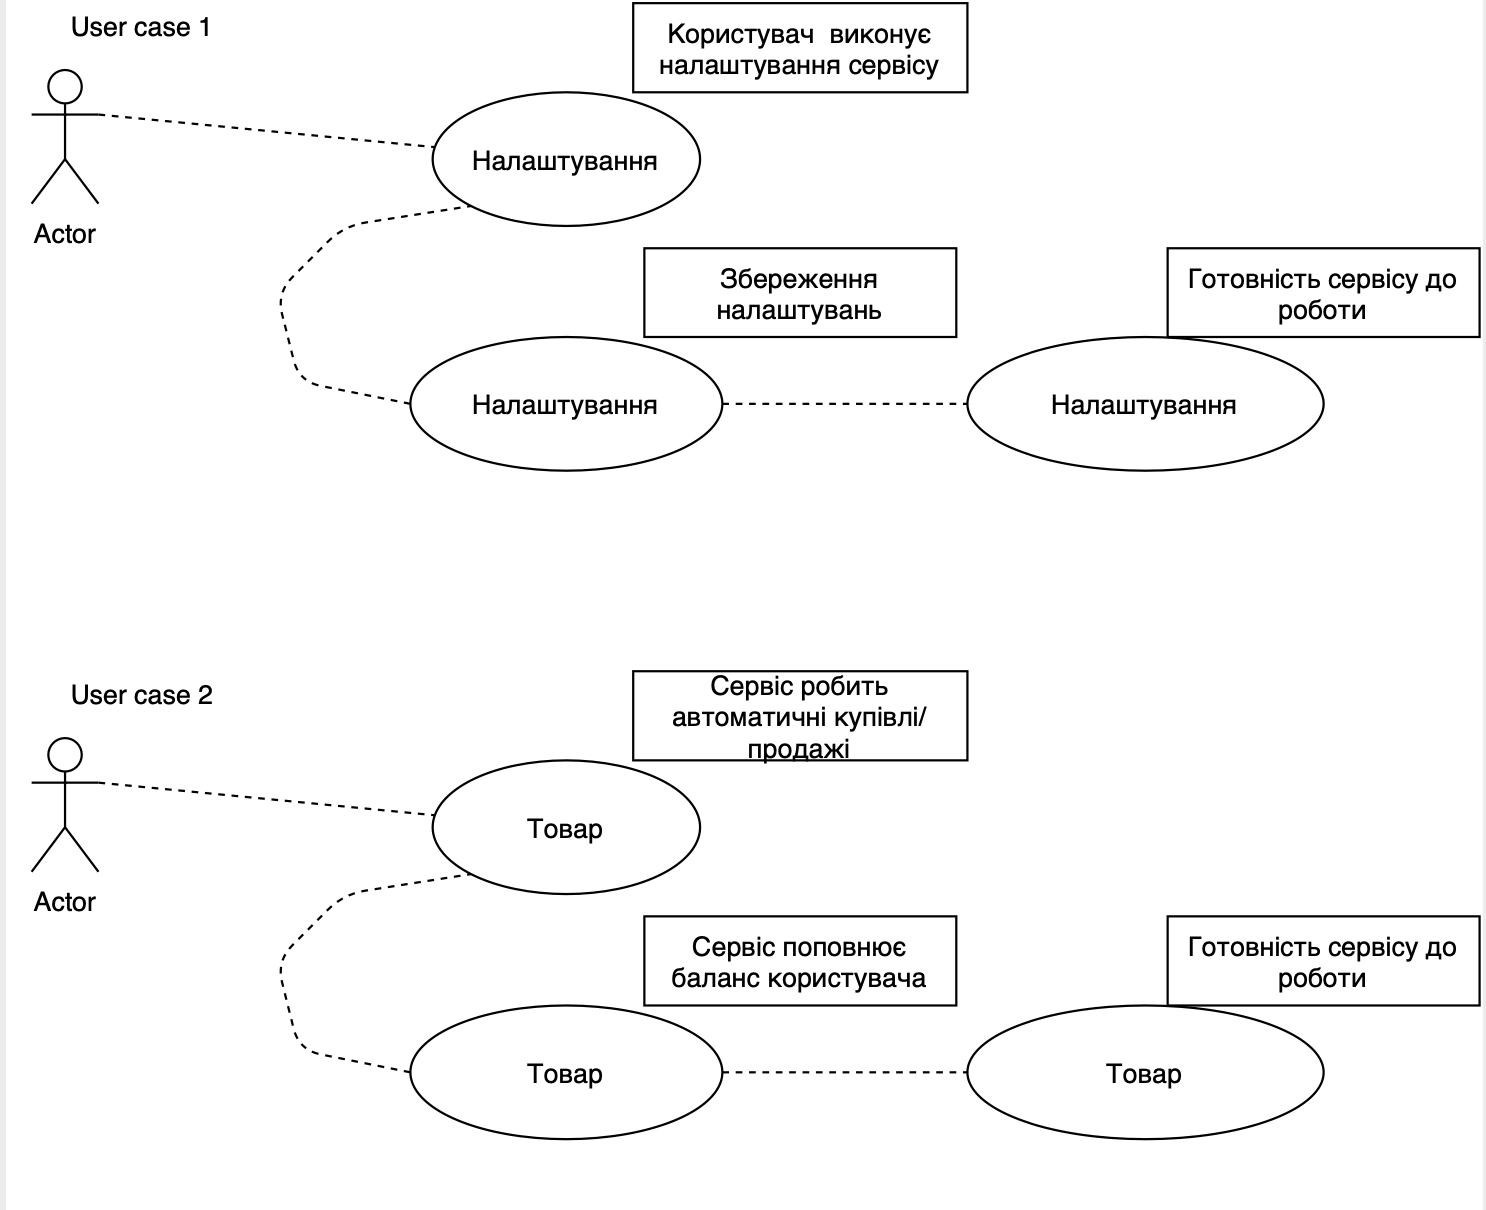 User case 1
Користувач  виконує
налаштування сервісу
Налаштування
Actor
Збереження
налаштувань
Готовність сервісу до
роботи
Налаштування
Налаштування
User case 2
Сервіс робить
автоматичні купівлі/
продажі
Товар
Actor
Сервіс поповнює
баланс користувача
Готовність сервісу до
роботи
Товар
Товар